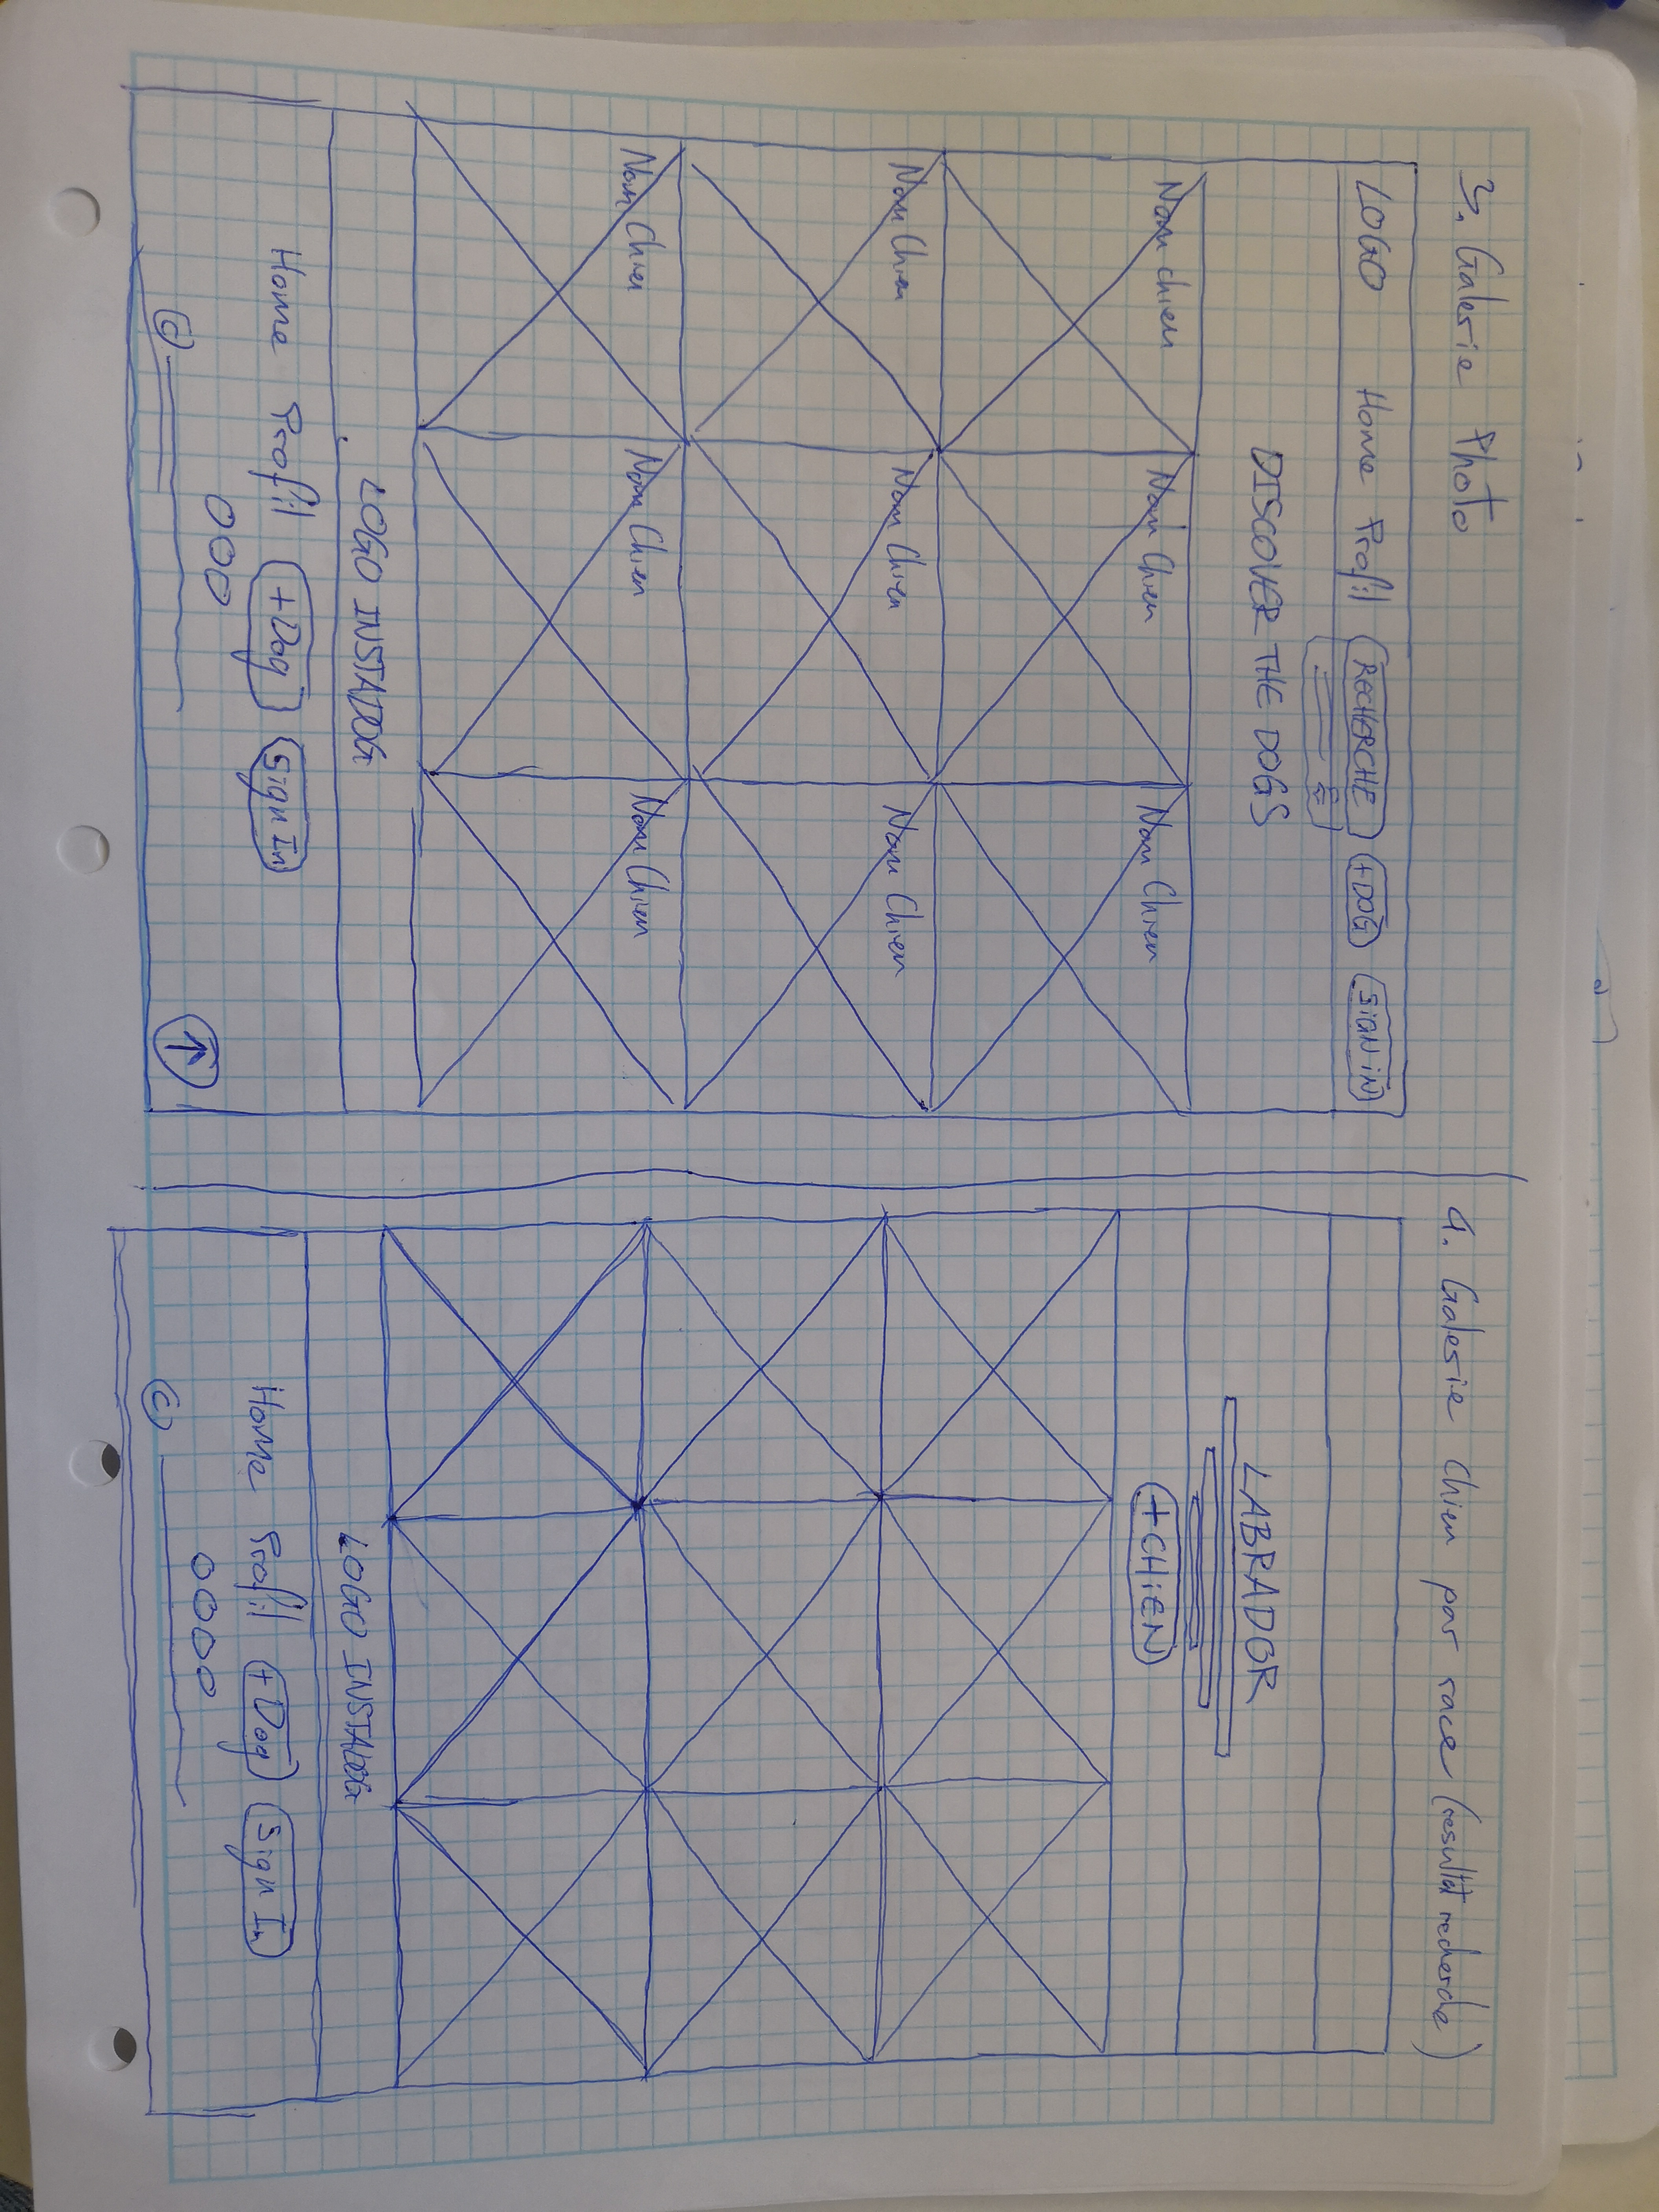 3. Galerie Photo
LOGO Home Profil RECHERCHE +DOG SIGN IN
DISCOVER THE DOGS
Nom chien Nom Chien Nom Chien
Nom Chien Nom Chien Nom Chien
Nom Chien Nom Chien Nom Chien
LOGO INSTADOG
Home Profil +Dog Sign In
©
4. Galerie Chien par race (resultat recherche)
LABRADOR
+CHIEN
LOGO INSTADOG
Home Profil +Dog Sign In
©